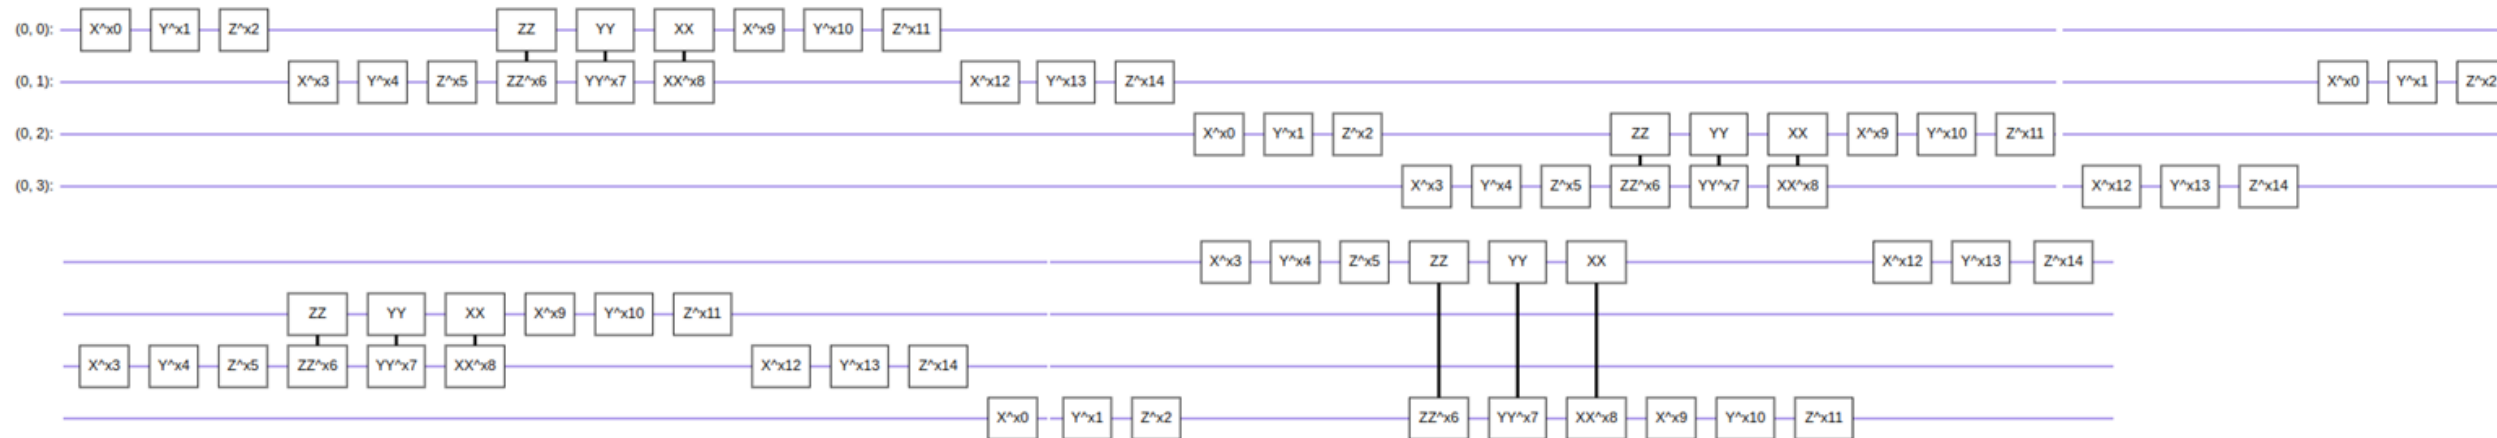 (0, 0): X^x0 Y^x1 Z^x2 ZZ YY XX X^x9 Y^x10 Z^x11
(0, 1): X^x3 Y^x4 Z^x5 ZZ^x6 YY^x7 XX^x8 X^x12 Y^x13 Z^x14 X^x0 Y^x1 Z^x2
(0, 2): X^x0 Y^x1 Z^x2 ZZ YY XX X^x9 Y^x10 Z^x11
(0, 3): X^x3 Y^x4 Z^x5 ZZ^x6 YY^x7 XX^x8 X^x12 Y^x13 Z^x14
X^x3 Y^x4 Z^x5 ZZ YY XX X^x12 Y^x13 Z^x14
ZZ YY XX X^x9 Y^x10 Z^x11
X^x3 Y^x4 Z^x5 ZZ^x6 YY^x7 XX^x8 X^x12 Y^x13 Z^x14
X^x0 Y^x1 Z^x2 ZZ^x6 YY^x7 XX^x8 X^x9 Y^x10 Z^x11